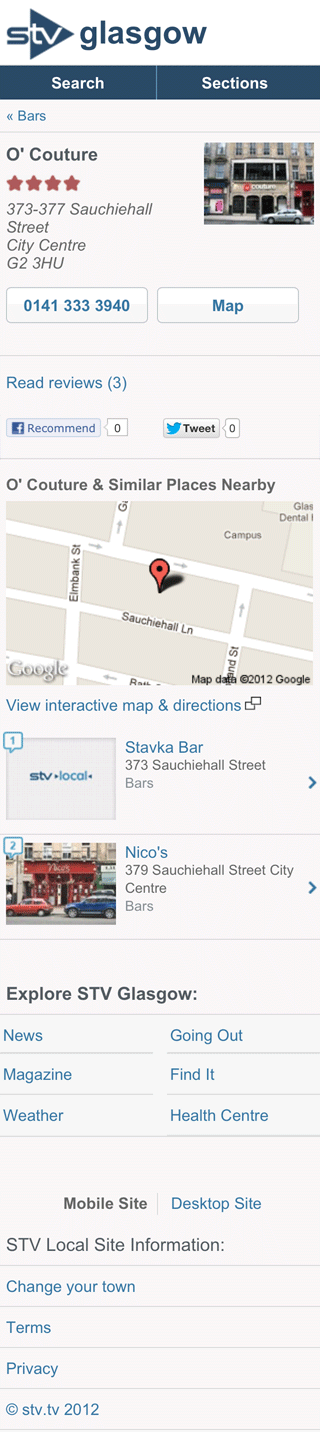 stv glasgow
Search Sections
« Bars
O' Couture
373-377 Sauchiehall
Street
City Centre
G2 3HU
0141 333 3940 Map
Read reviews (3)
Recommend 0 Tweet 0
O' Couture & Similar Places Nearby
Glas
Dental
Campus
Elmbank St
Sauchiehall Ln
land St
Google
Map data ©2012 Google
View interactive map & directions
1
Stavka Bar
373 Sauchiehall Street
Bars
stv local
2
Nico's
379 Sauchiehall Street City
Centre
Bars
Nico's
Explore STV Glasgow:
News Going Out
Magazine Find It
Weather Health Centre
Mobile Site Desktop Site
STV Local Site Information:
Change your town
Terms
Privacy
© stv.tv 2012